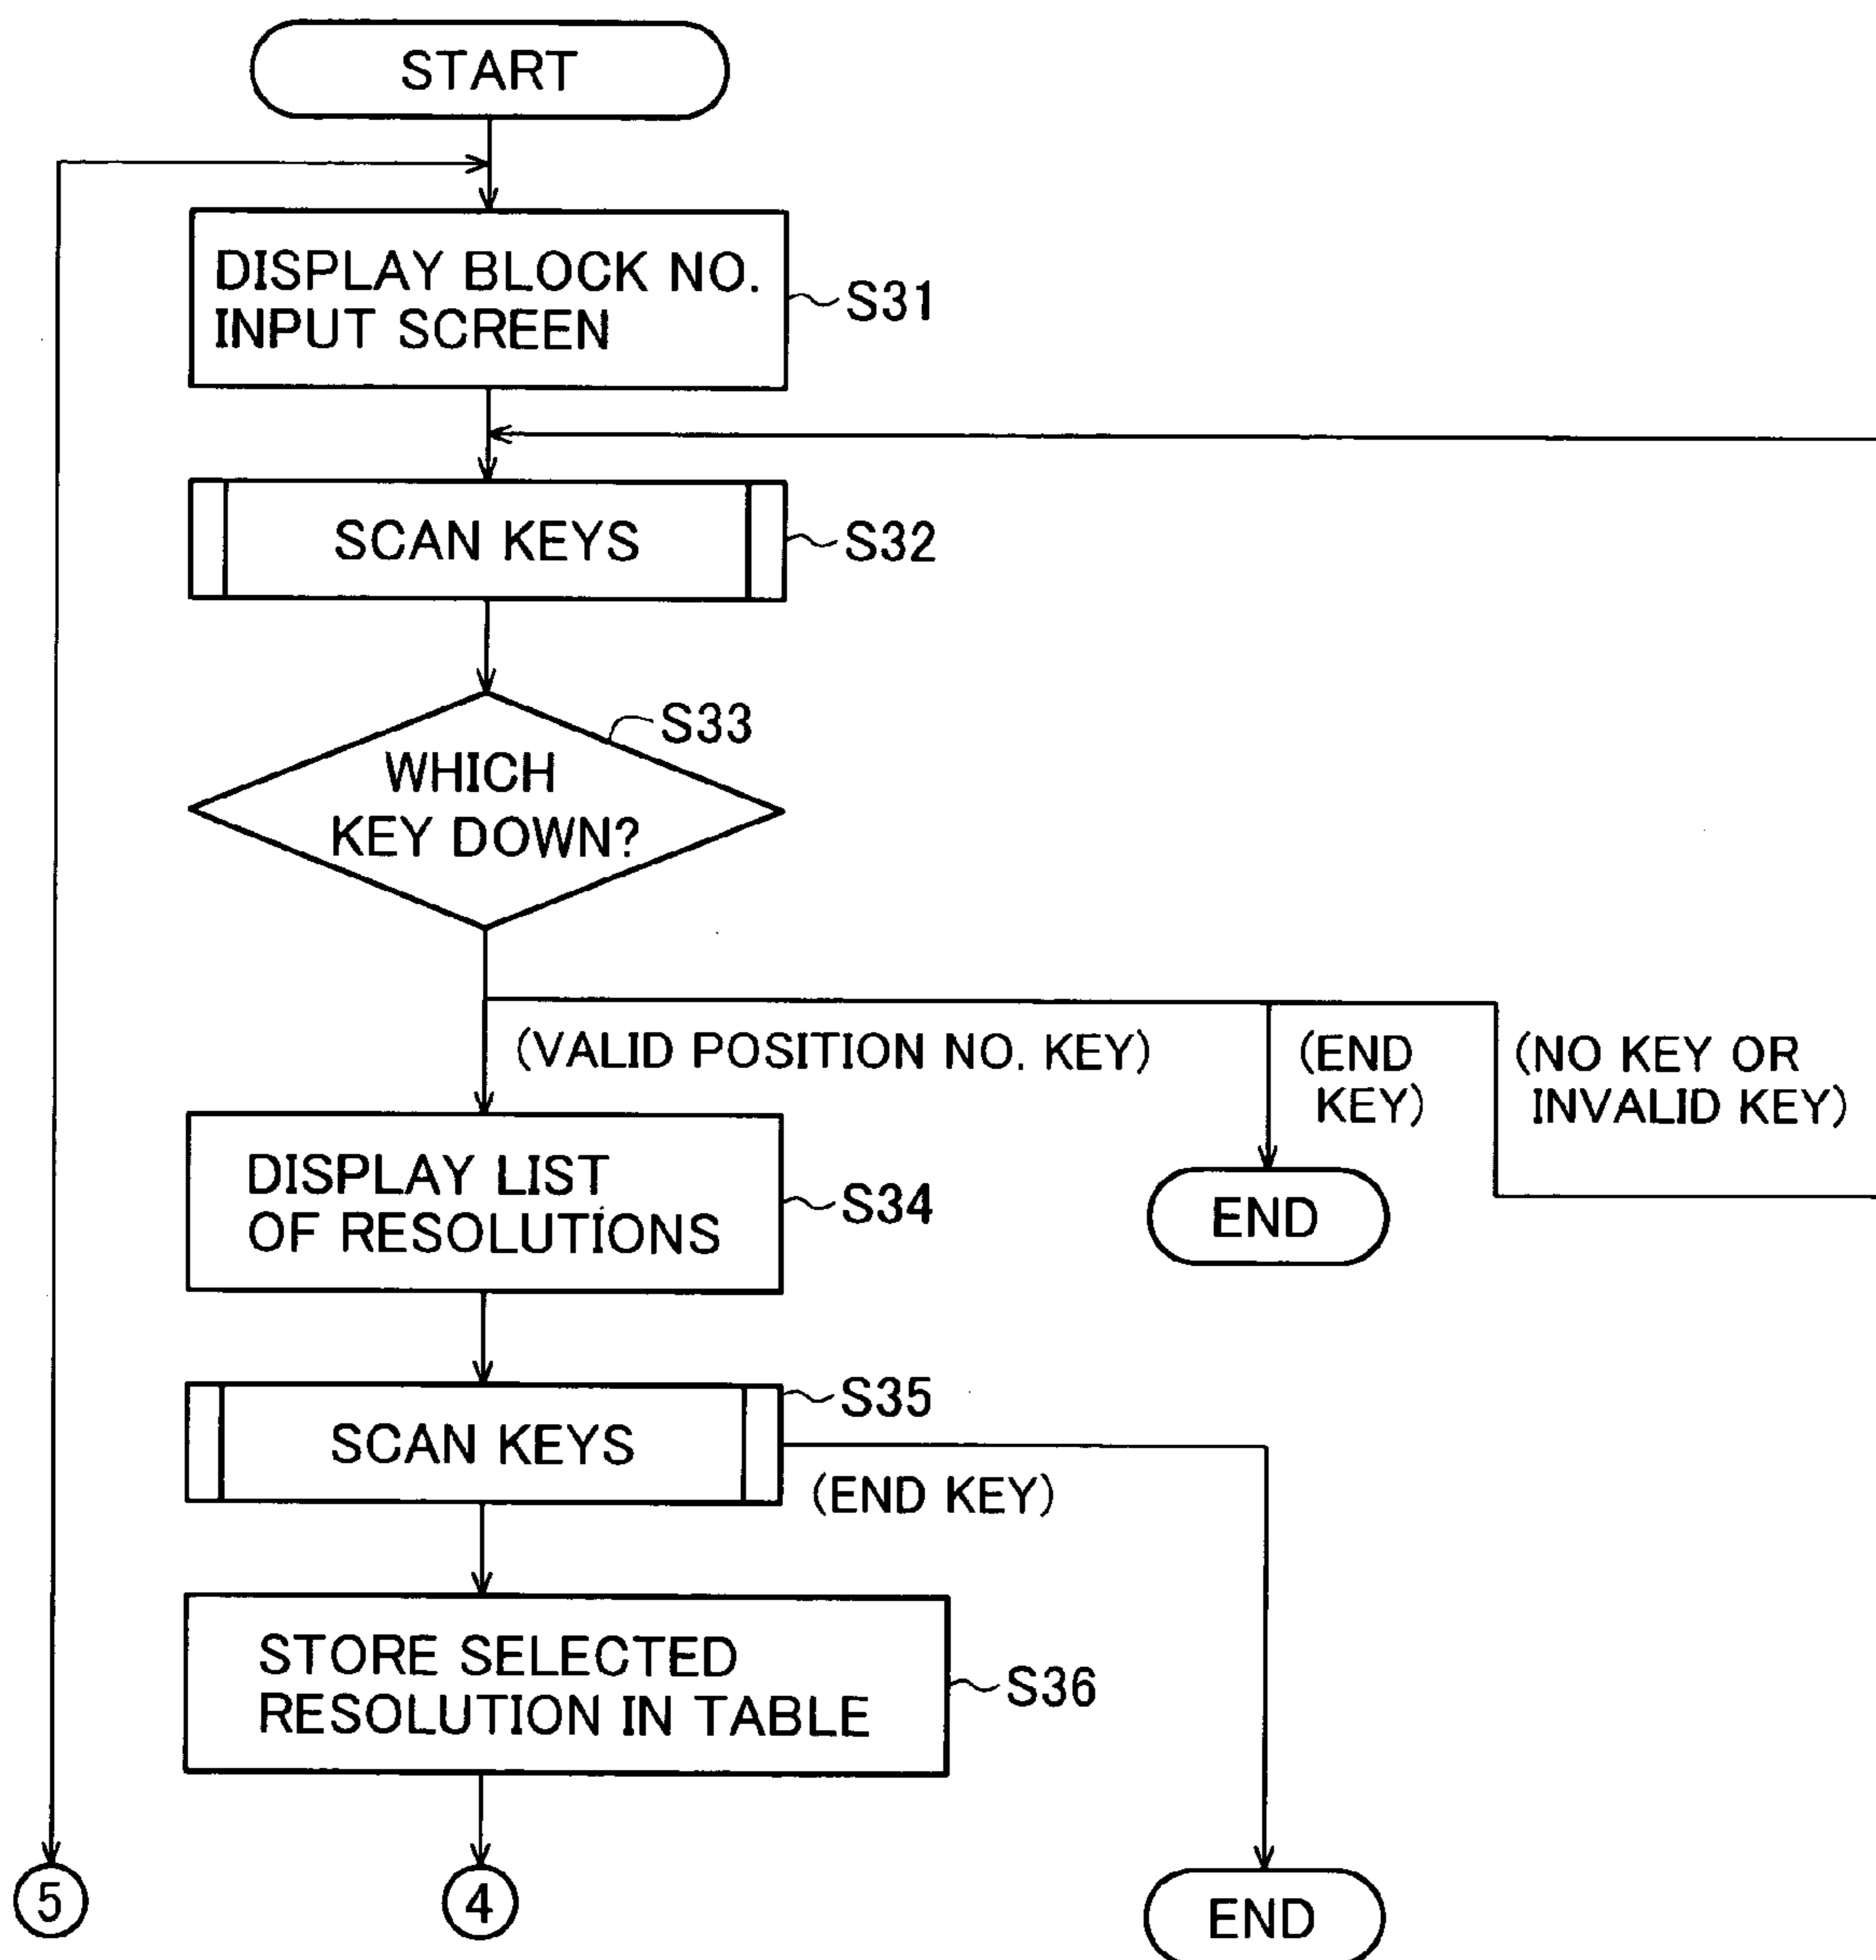 START
DISPLAY BLOCK NO.
INPUT SCREEN
S31
SCAN KEYS
S32
S33
WHICH
KEY DOWN?
(VALID POSITION NO. KEY)
(END
KEY)
(NO KEY OR
INVALID KEY)
DISPLAY LIST
OF RESOLUTIONS
S34
END
S35
SCAN KEYS
(END KEY)
STORE SELECTED
RESOLUTION IN TABLE
S36
5
4
END